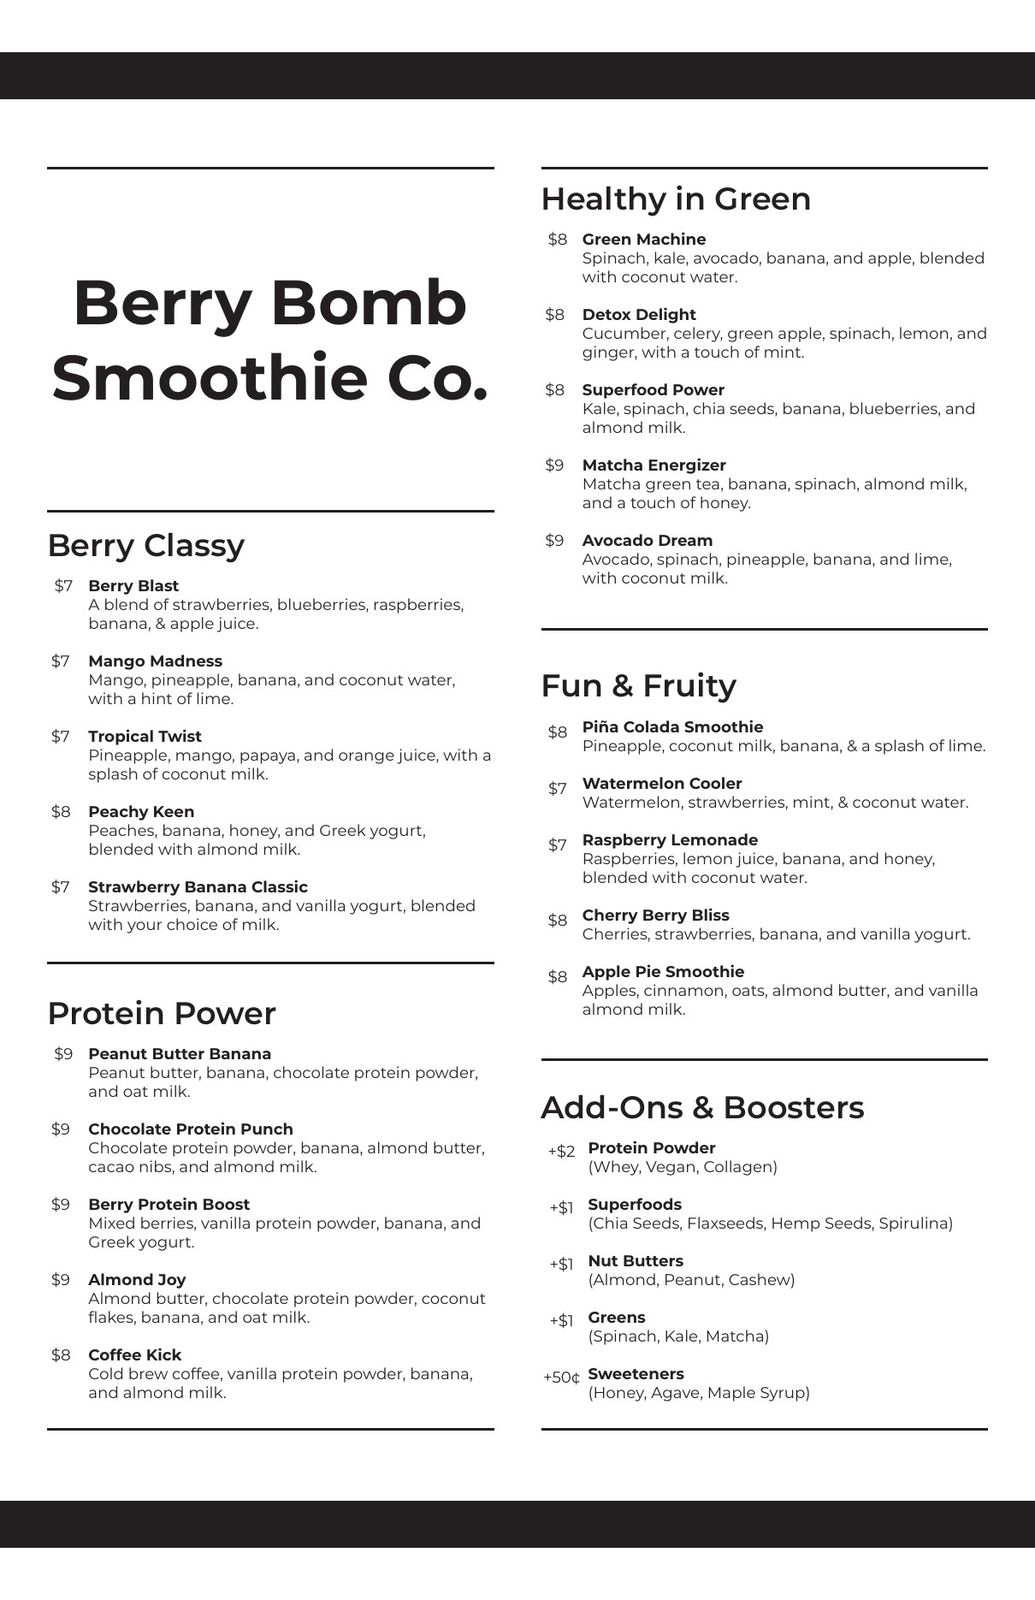 Berry Bomb
Smoothie Co.
Berry Classy
$7 Berry Blast
A blend of strawberries, blueberries, raspberries,
banana, & apple juice.
$7 Mango Madness
Mango, pineapple, banana, and coconut water,
with a hint of lime.
$7 Tropical Twist
Pineapple, mango, papaya, and orange juice, with a
splash of coconut milk.
$8 Peachy Keen
Peaches, banana, honey, and Greek yogurt,
blended with almond milk.
$7 Strawberry Banana Classic
Strawberries, banana, and vanilla yogurt, blended
with your choice of milk.
Protein Power
$9 Peanut Butter Banana
Peanut butter, banana, chocolate protein powder,
and oat milk.
$9 Chocolate Protein Punch
Chocolate protein powder, banana, almond butter,
cacao nibs, and almond milk.
$9 Berry Protein Boost
Mixed berries, vanilla protein powder, banana, and
Greek yogurt.
$9 Almond Joy
Almond butter, chocolate protein powder, coconut
flakes, banana, and oat milk.
$8 Coffee Kick
Cold brew coffee, vanilla protein powder, banana,
and almond milk.
Healthy in Green
$8 Green Machine
Spinach, kale, avocado, banana, and apple, blended
with coconut water.
$8 Detox Delight
Cucumber, celery, green apple, spinach, lemon, and
ginger, with a touch of mint.
$8 Superfood Power
Kale, spinach, chia seeds, banana, blueberries, and
almond milk.
$9 Matcha Energizer
Matcha green tea, banana, spinach, almond milk,
and a touch of honey.
$9 Avocado Dream
Avocado, spinach, pineapple, banana, and lime,
with coconut milk.
Fun & Fruity
$8 Piña Colada Smoothie
Pineapple, coconut milk, banana, & a splash of lime.
$7 Watermelon Cooler
Watermelon, strawberries, mint, & coconut water.
$7 Raspberry Lemonade
Raspberries, lemon juice, banana, and honey,
blended with coconut water.
$8 Cherry Berry Bliss
Cherries, strawberries, banana, and vanilla yogurt.
$8 Apple Pie Smoothie
Apples, cinnamon, oats, almond butter, and vanilla
almond milk.
Add-Ons & Boosters
+$2 Protein Powder
(Whey, Vegan, Collagen)
+$1 Superfoods
(Chia Seeds, Flaxseeds, Hemp Seeds, Spirulina)
+$1 Nut Butters
(Almond, Peanut, Cashew)
+$1 Greens
(Spinach, Kale, Matcha)
+50¢ Sweeteners
(Honey, Agave, Maple Syrup)